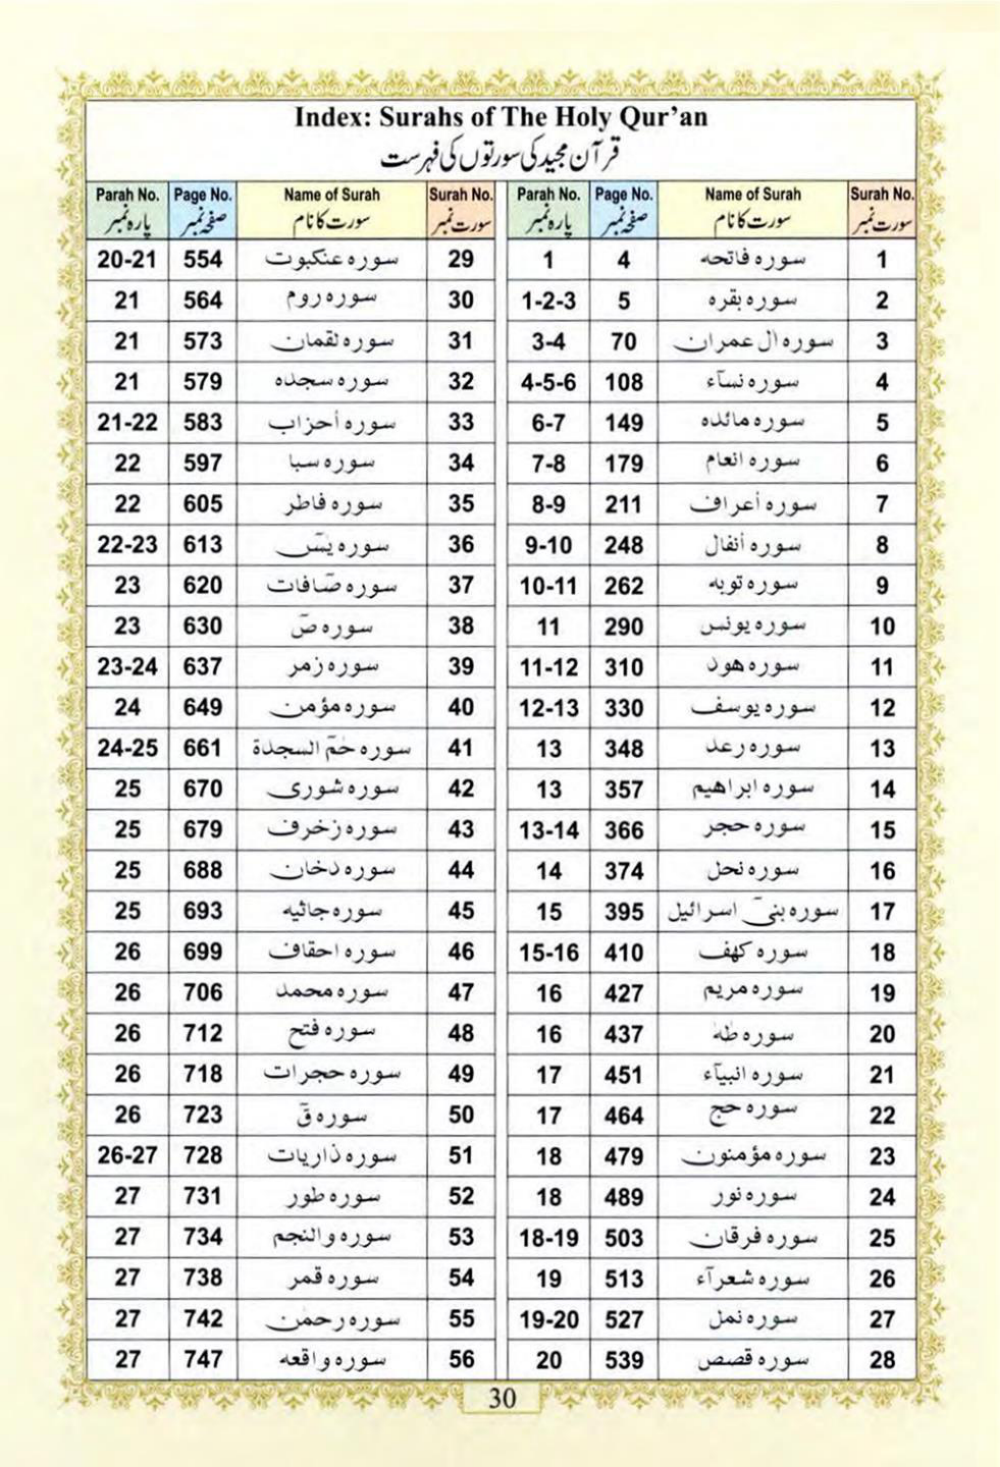 Index: Surahs of The Holy Qur'an
قرآن مجید کی سورتوں کی فہرست
Parah No. Page No. Name of Surah Surah No. Parah No. Page No. Name of Surah Surah No.
پارہ نمبر صفحہ نمبر سورت کا نام سورت نمبر پارہ نمبر صفحہ نمبر سورت کا نام سورت نمبر
20-21 554 سورہ عنکبوت 29 1 4 سورہ فاتحہ 1
21 564 سورہ روم 30 1-2-3 5 سورہ بقرہ 2
21 573 سورہ لقمان 31 3-4 70 سورہ اٰل عمران 3
21 579 سورہ سجدہ 32 4-5-6 108 سورہ نسآء 4
21-22 583 سورہ أحزاب 33 6-7 149 سورہ مائدہ 5
22 597 سورہ سبا 34 7-8 179 سورہ انعام 6
22 605 سورہ فاطر 35 8-9 211 سورہ أعراف 7
22-23 613 سورہ یٰسٓ 36 9-10 248 سورہ أنفال 8
23 620 سورہ صٓافات 37 10-11 262 سورہ توبہ 9
23 630 سورہ صٓ 38 11 290 سورہ یونس 10
23-24 637 سورہ زمر 39 11-12 310 سورہ ھود 11
24 649 سورہ مؤمن 40 12-13 330 سورہ یوسف 12
24-25 661 سورہ حٰمٓ السجدة 41 13 348 سورہ رعد 13
25 670 سورہ شوری 42 13 357 سورہ ابراھیم 14
25 679 سورہ زخرف 43 13-14 366 سورہ حجر 15
25 688 سورہ دخان 44 14 374 سورہ نحل 16
25 693 سورہ جاثیہ 45 15 395 سورہ بنیٓ اسرائیل 17
26 699 سورہ احقاف 46 15-16 410 سورہ کھف 18
26 706 سورہ محمد 47 16 427 سورہ مریم 19
26 712 سورہ فتح 48 16 437 سورہ طٰہٰ 20
26 718 سورہ حجرات 49 17 451 سورہ انبیآء 21
26 723 سورہ قٓ 50 17 464 سورہ حج 22
26-27 728 سورہ ذاریات 51 18 479 سورہ مؤمنون 23
27 731 سورہ طور 52 18 489 سورہ نور 24
27 734 سورہ والنجم 53 18-19 503 سورہ فرقان 25
27 738 سورہ قمر 54 19 513 سورہ شعرآء 26
27 742 سورہ رحمٰن 55 19-20 527 سورہ نمل 27
27 747 سورہ واقعہ 56 20 539 سورہ قصص 28
30